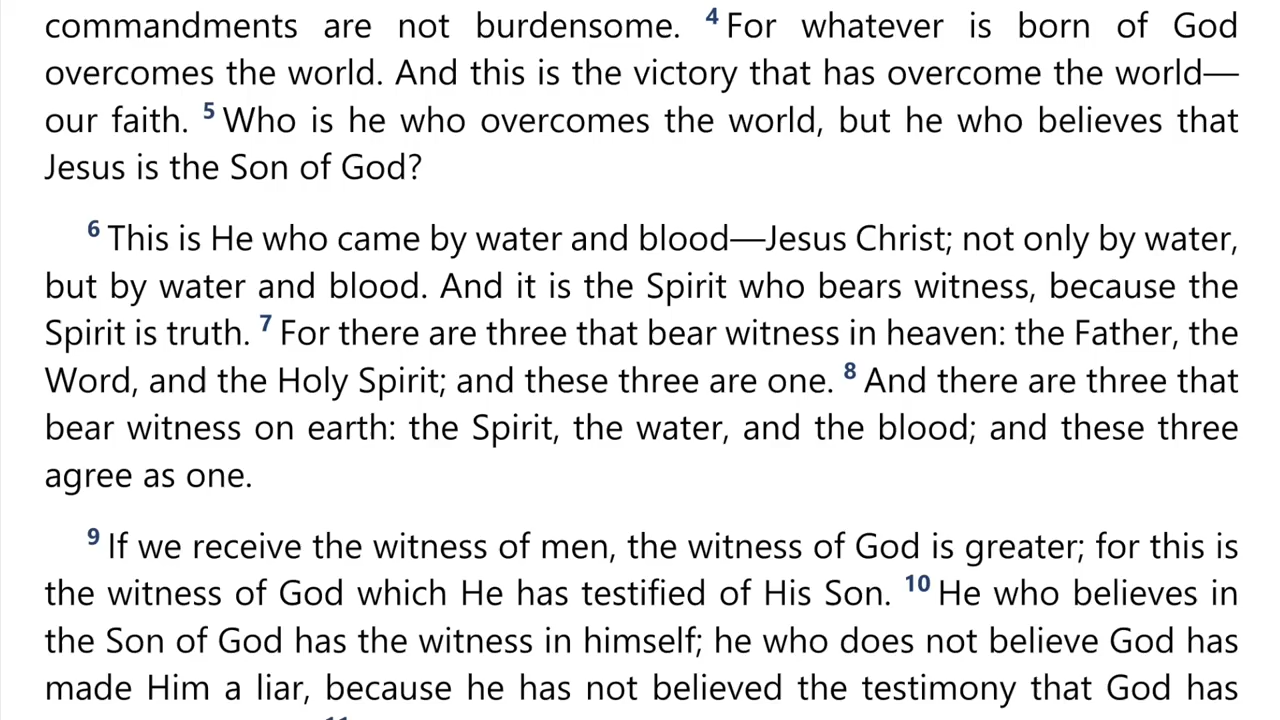 commandments are not burdensome. 4 For whatever is born of God
overcomes the world. And this is the victory that has overcome the world—
our faith. 5 Who is he who overcomes the world, but he who believes that
Jesus is the Son of God?
6 This is He who came by water and blood—Jesus Christ; not only by water,
but by water and blood. And it is the Spirit who bears witness, because the
Spirit is truth. 7 For there are three that bear witness in heaven: the Father, the
Word, and the Holy Spirit; and these three are one. 8 And there are three that
bear witness on earth: the Spirit, the water, and the blood; and these three
agree as one.
9 If we receive the witness of men, the witness of God is greater; for this is
the witness of God which He has testified of His Son. 10 He who believes in
the Son of God has the witness in himself; he who does not believe God has
made Him a liar, because he has not believed the testimony that God has